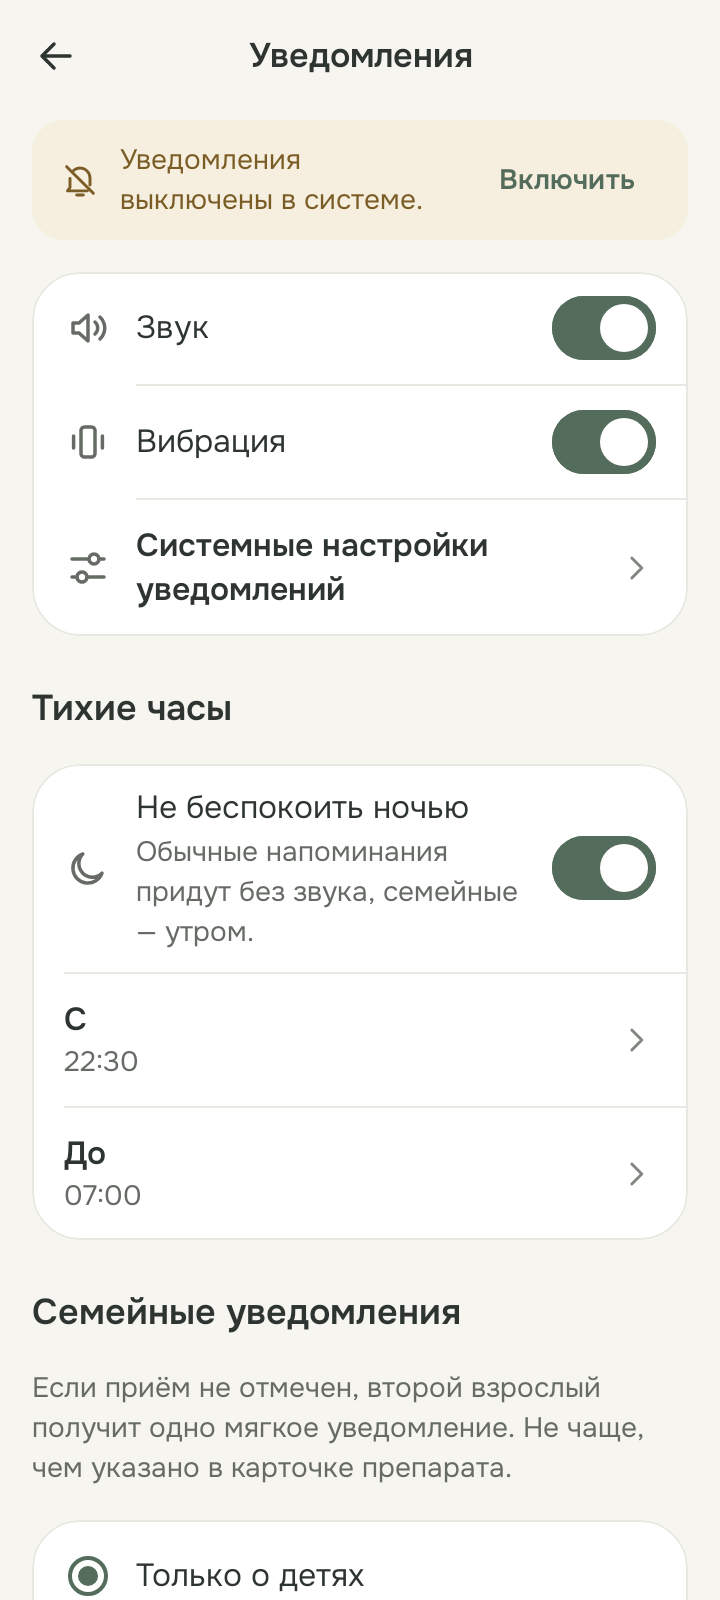 Уведомления
Уведомления
выключены в системе.
Включить
Звук
Вибрация
Системные настройки
уведомлений
Тихие часы
Не беспокоить ночью
Обычные напоминания
придут без звука, семейные
— утром.
С
22:30
До
07:00
Семейные уведомления
Если приём не отмечен, второй взрослый
получит одно мягкое уведомление. Не чаще,
чем указано в карточке препарата.
Только о детях